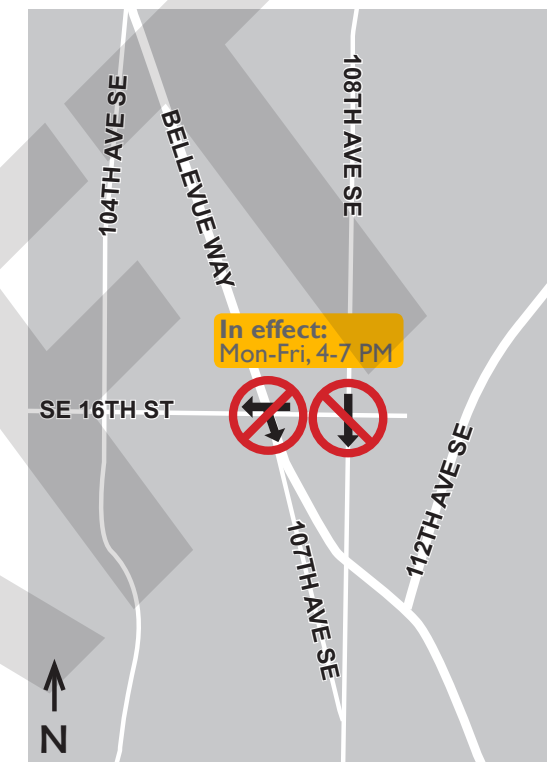 104TH AVE SE
BELLEVUE WAY
108TH AVE SE
In effect:
Mon-Fri, 4-7 PM
SE 16TH ST
112TH AVE SE
107TH AVE SE
N